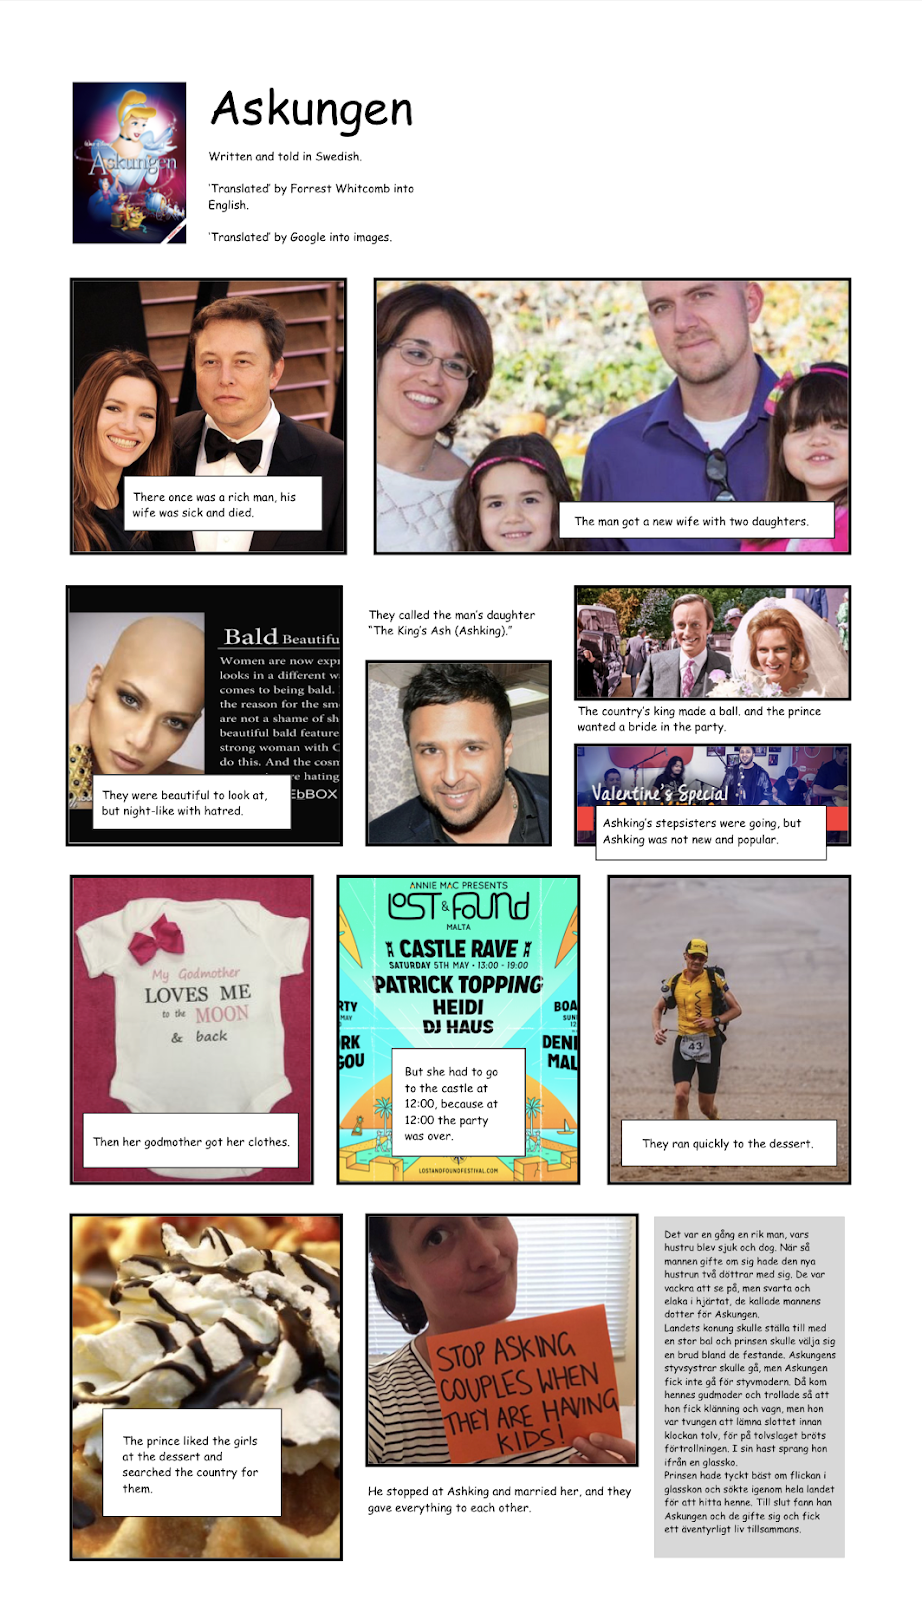 Walt Disney
Askungen
Askungen
Written and told in Swedish.
'Translated' by Forrest Whitcomb into
English.
'Translated' by Google into images.
There once was a rich man, his
wife was sick and died.
The man got a new wife with two daughters.
Bald Beautifu
Women are now expr
looks in a different w
comes to being bald.
the reason for the sm
are not a shame of sh
beautiful bald feature
strong woman with C
do this. And the cosm
re hating
EbBOX
They were beautiful to look at,
but night-like with hatred.
They called the man's daughter
"The King's Ash (Ashking)."
The country's king made a ball. and the prince
wanted a bride in the party.
Valentine's Special
Ashking's stepsisters were going, but
Ashking was not new and popular.
My Godmother
LOVES ME
to the MOON
& back
Then her godmother got her clothes.
ANNIE MAC PRESENTS
LOST & FOUND
MALTA
CASTLE RAVE
SATURDAY 5TH MAY • 13:00 - 19:00
PATRICK TOPPING
HEIDI
DJ HAUS
RTY
MAY
RK
GOU
BOA
SUN
12
DENI
MAL
But she had to go
to the castle at
12:00, because at
12:00 the party
was over.
LOSTANDFOUNDFESTIVAL.COM
43
They ran quickly to the dessert.
The prince liked the girls
at the dessert and
searched the country for
them.
STOP ASKING
COUPLES WHEN
THEY ARE HAVING
KIDS!
He stopped at Ashking and married her, and they
gave everything to each other.
Det var en gång en rik man, vars
hustru blev sjuk och dog. När så
mannen gifte om sig hade den nya
hustrun två döttrar med sig. De var
vackra att se på, men svarta och
elaka i hjärtat, de kallade mannens
dotter för Askungen.
Landets konung skulle ställa till med
en stor bal och prinsen skulle välja sig
en brud bland de festande. Askungens
styvsystrar skulle gå, men Askungen
fick inte gå för styvmodern. Då kom
hennes gudmoder och trollade så att
hon fick klänning och vagn, men hon
var tvungen att lämna slottet innan
klockan tolv, för på tolvslaget bröts
förtrollningen. I sin hast sprang hon
ifrån en glassko.
Prinsen hade tyckt bäst om flickan i
glasskon och sökte igenom hela landet
för att hitta henne. Till slut fann han
Askungen och de gifte sig och fick
ett äventyrligt liv tillsammans.